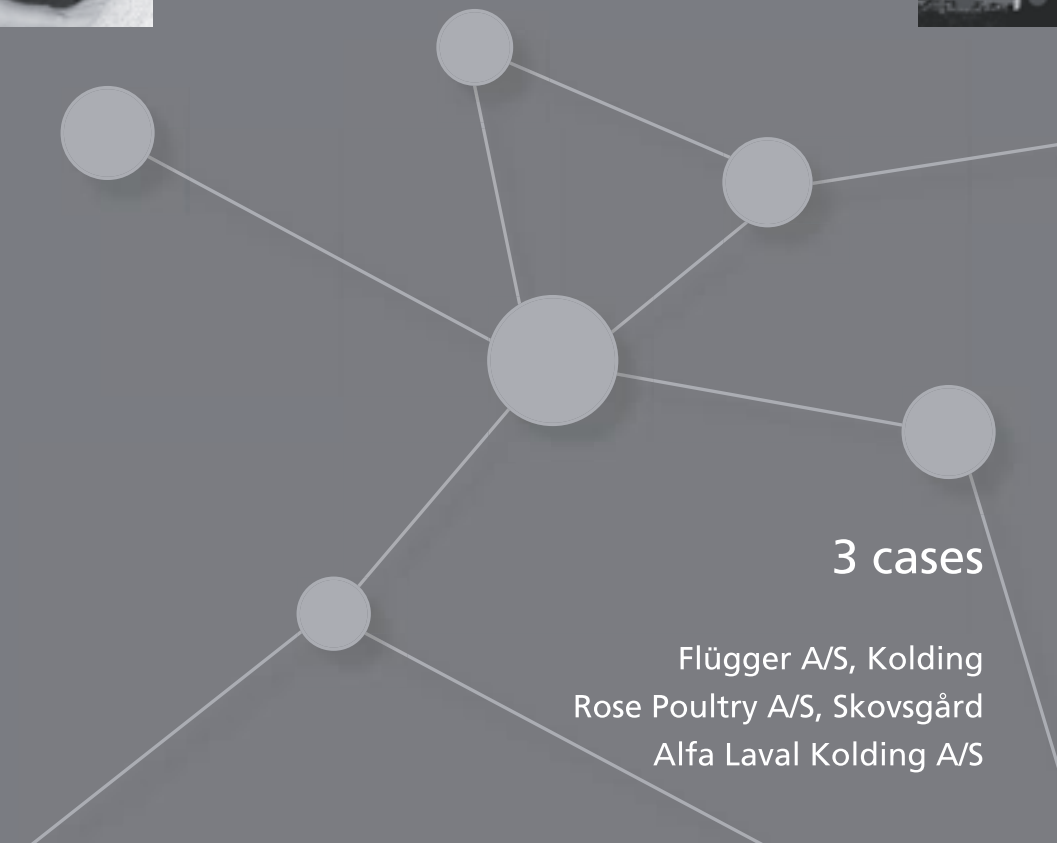 3 cases
Flügger A/S, Kolding
Rose Poultry A/S, Skovsgård
Alfa Laval Kolding A/S